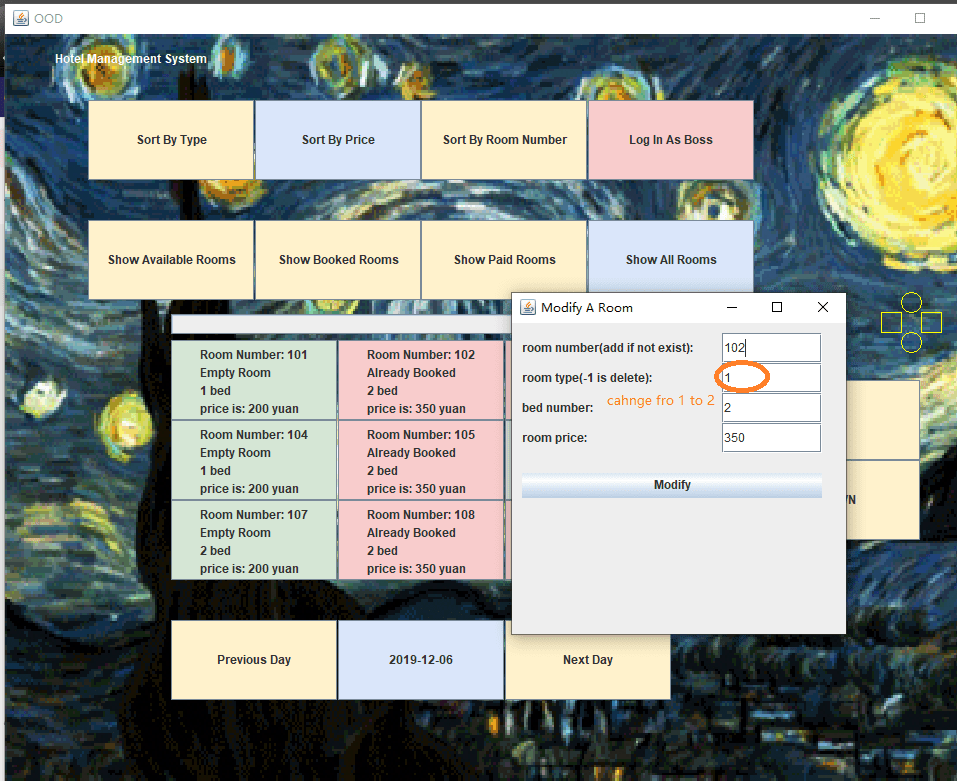 OOD
Hotel Management System
Sort By Type
Sort By Price
Sort By Room Number
Log In As Boss
Show Available Rooms
Show Booked Rooms
Show Paid Rooms
Show All Rooms
Modify A Room
room number(add if not exist):
102
room type(-1 is delete):
1
cahnge fro 1 to 2
bed number:
2
room price:
350
Modify
Room Number: 101
Empty Room
1 bed
price is: 200 yuan
Room Number: 102
Already Booked
2 bed
price is: 350 yuan
Room Number: 104
Empty Room
1 bed
price is: 200 yuan
Room Number: 105
Already Booked
2 bed
price is: 350 yuan
Room Number: 107
Empty Room
2 bed
price is: 200 yuan
Room Number: 108
Already Booked
2 bed
price is: 350 yuan
Previous Day
2019-12-06
Next Day